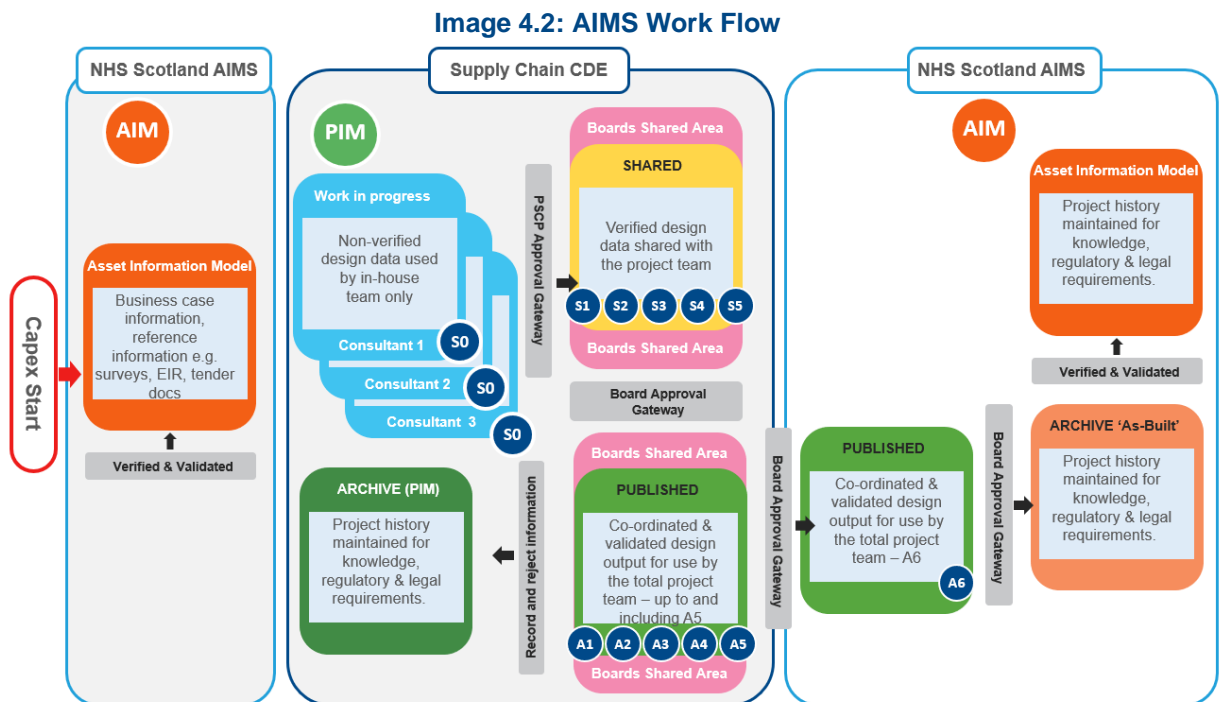 Image 4.2: AIMS Work Flow
NHS Scotland AIMS
AIM
Capex Start
Asset Information Model
Business case
information,
reference
information e.g.
surveys, EIR, tender
docs
Verified & Validated
Supply Chain CDE
PIM
Work in progress
Non-verified
design data used
by in-house
team only
Consultant 1
S0
Consultant 2
S0
Consultant 3
S0
PSCP Approval Gateway
Boards Shared Area
SHARED
Verified design
data shared with
the project team
S1 S2 S3 S4 S5
Boards Shared Area
Board Approval
Gateway
ARCHIVE (PIM)
Project history
maintained for
knowledge,
regulatory & legal
requirements.
Record and reject information
Boards Shared Area
PUBLISHED
Co-ordinated &
validated design
output for use by
the total project
team – up to and
including A5
A1 A2 A3 A4 A5
Boards Shared Area
Board Approval Gateway
NHS Scotland AIMS
AIM
Asset Information Model
Project history
maintained for
knowledge,
regulatory & legal
requirements.
Verified & Validated
PUBLISHED
Co-ordinated &
validated design
output for use by
the total project
team – A6
A6
Board Approval Gateway
ARCHIVE ‘As-Built’
Project history
maintained for
knowledge,
regulatory & legal
requirements.